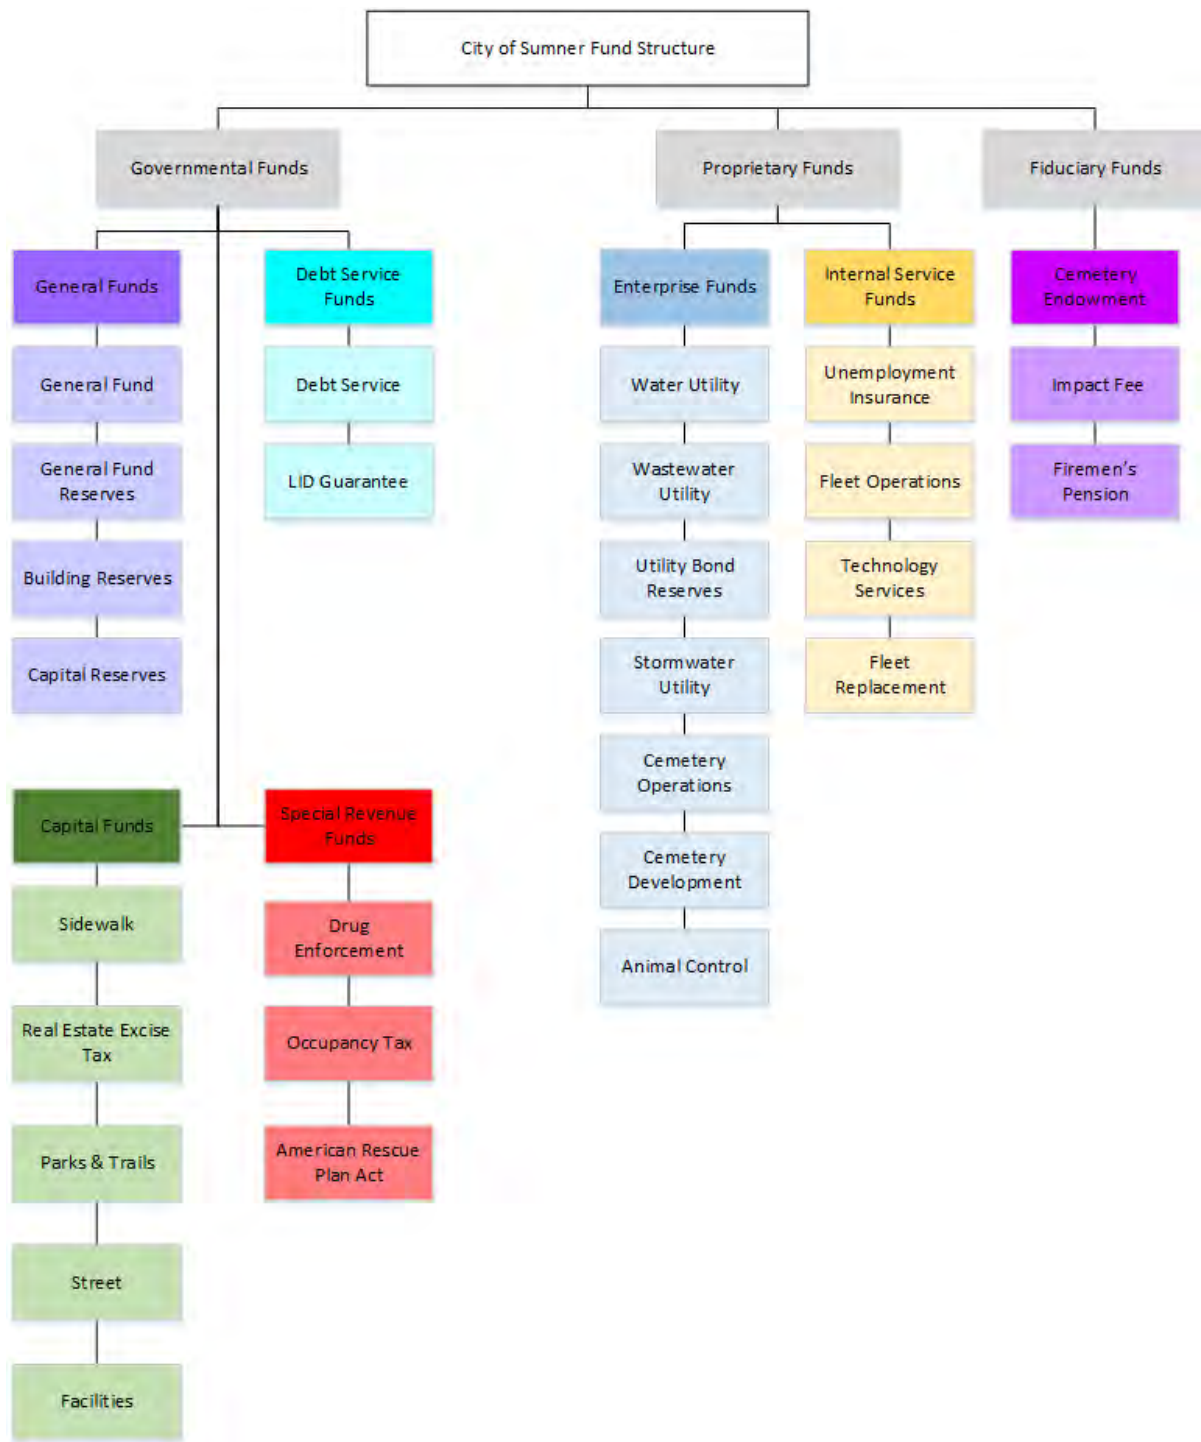 City of Sumner Fund Structure
Governmental Funds
Proprietary Funds
Fiduciary Funds
General Funds
Debt Service
Funds
Enterprise Funds
Internal Service
Funds
Cemetery
Endowment
General Fund
Debt Service
Water Utility
Unemployment
Insurance
Impact Fee
General Fund
Reserves
LID Guarantee
Wastewater
Utility
Fleet Operations
Firemen's
Pension
Building Reserves
Utility Bond
Reserves
Technology
Services
Capital Reserves
Stormwater
Utility
Fleet
Replacement
Cemetery
Operations
Capital Funds
Special Revenue
Funds
Cemetery
Development
Sidewalk
Drug
Enforcement
Animal Control
Real Estate Excise
Tax
Occupancy Tax
Parks & Trails
American Rescue
Plan Act
Street
Facilities